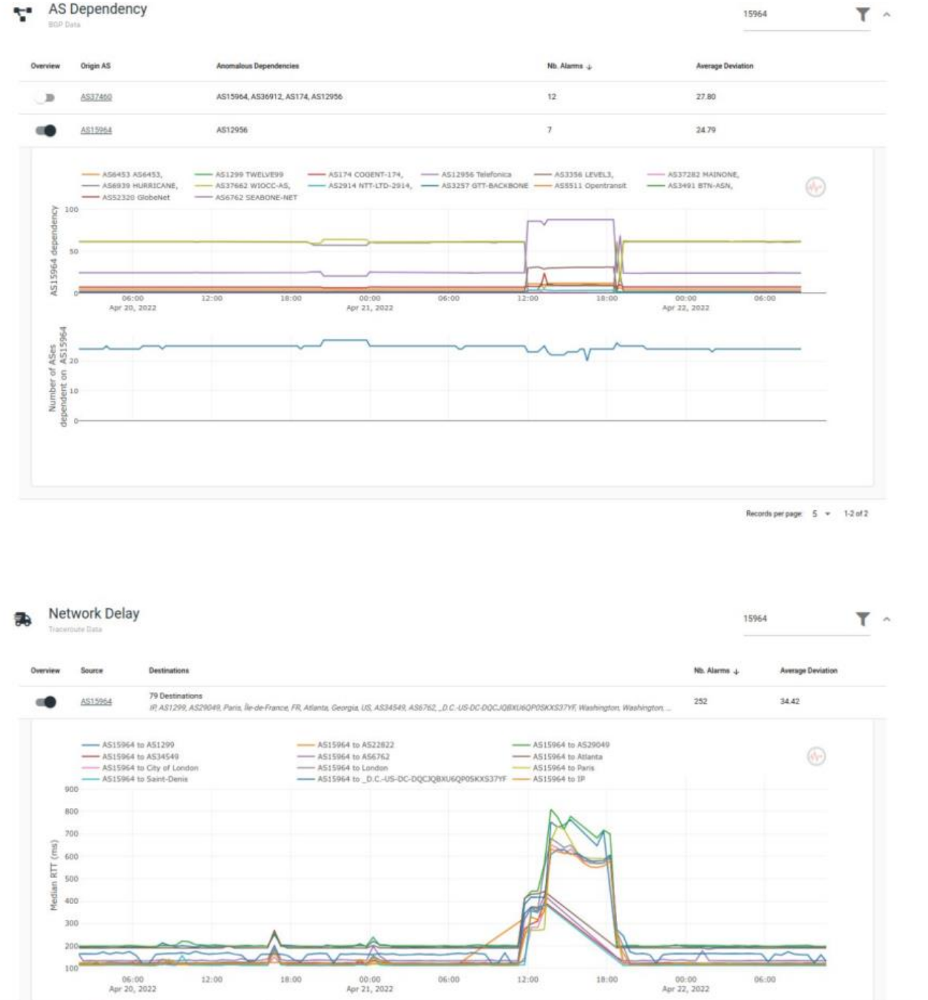 AS Dependency
BGP Data
15964
Overview Origin AS Anomalous Dependencies Nb. Alarms ↓ Average Deviation
AS37460 AS15964, AS36912, AS174, AS12956 12 27.80
AS15964 AS12956 7 24.79
AS6453 AS6453, AS1299 TWELVE99 AS174 COGENT-174, AS12956 Telefonica AS3356 LEVEL3, AS37282 MAINONE,
AS6939 HURRICANE, AS37662 WIOCC-AS, AS2914 NTT-LTD-2914, AS3257 GTT-BACKBONE AS5511 Opentransit AS3491 BTN-ASN,
AS52320 GlobeNet AS6762 SEABONE-NET
AS15964 dependency
100
50
0
06:00 12:00 18:00 00:00 06:00 12:00 18:00 00:00 06:00
Apr 20, 2022 Apr 21, 2022 Apr 22, 2022
Number of ASes
dependent on AS15964
20
10
0
Records per page: 5 1-2 of 2
Network Delay
Traceroute Data
15964
Overview Source Destinations Nb. Alarms ↓ Average Deviation
AS15964 79 Destinations 252 34.42
IP, AS1299, AS29049, Paris, Île-de-France, FR, Atlanta, Georgia, US, AS34549, AS6762, _D.C.-US-DC-DQCJQBXU6QP0SKXS37YF, Washington, Washington, ...
AS15964 to AS1299 AS15964 to AS22822 AS15964 to AS29049
AS15964 to AS34549 AS15964 to AS6762 AS15964 to Atlanta
AS15964 to City of London AS15964 to London AS15964 to Paris
AS15964 to Saint-Denis AS15964 to _D.C.-US-DC-DQCJQBXU6QP0SKXS37YF AS15964 to IP
Median RTT (ms)
900
800
700
600
500
400
300
200
100
06:00 12:00 18:00 00:00 06:00 12:00 18:00 00:00 06:00
Apr 20, 2022 Apr 21, 2022 Apr 22, 2022